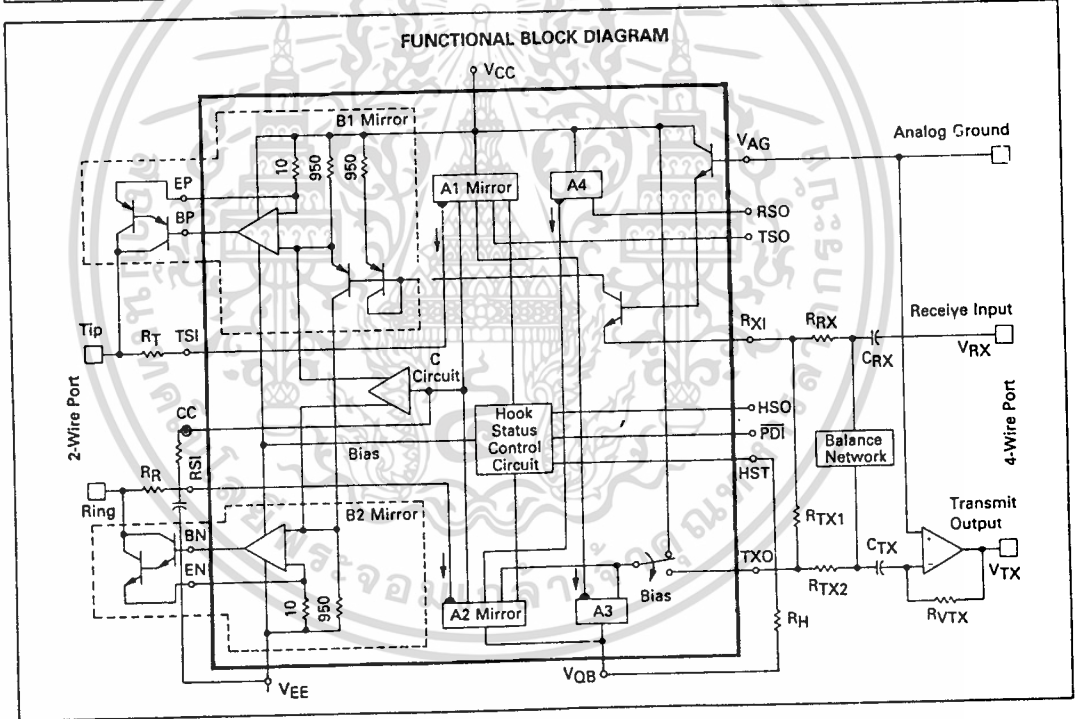 FUNCTIONAL BLOCK DIAGRAM
VCC
B1 Mirror
VAG
Analog Ground
10
950
950
EP
BP
A1 Mirror
A4
RSO
TSO
Tip
RT
TSI
RXI
RRX
Receive Input
CRX
VRX
C
Circuit
2-Wire Port
CC
Hook
Status
Control
Circuit
HSO
PDI
HST
Balance
Network
4-Wire Port
Bias
RR
RSI
Ring
B2 Mirror
BN
EN
RTX1
Transmit
Output
TXO
CTX
RTX2
VTX
Bias
10
950
A2 Mirror
A3
RH
RVTX
VEE
VQB